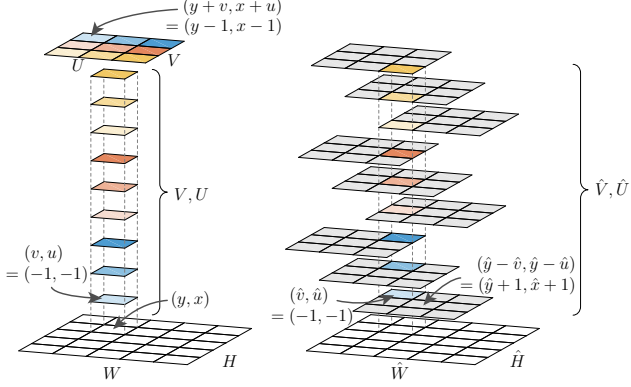 (y + v, x + u)
= (y − 1, x − 1)
U
V
V, U
(v, u)
= (−1, −1)
(y, x)
W
H
V̂, Û
(v̂, û)
= (−1, −1)
(ŷ − v̂, ŷ − û)
= (ŷ + 1, x̂ + 1)
Ŵ
Ĥ